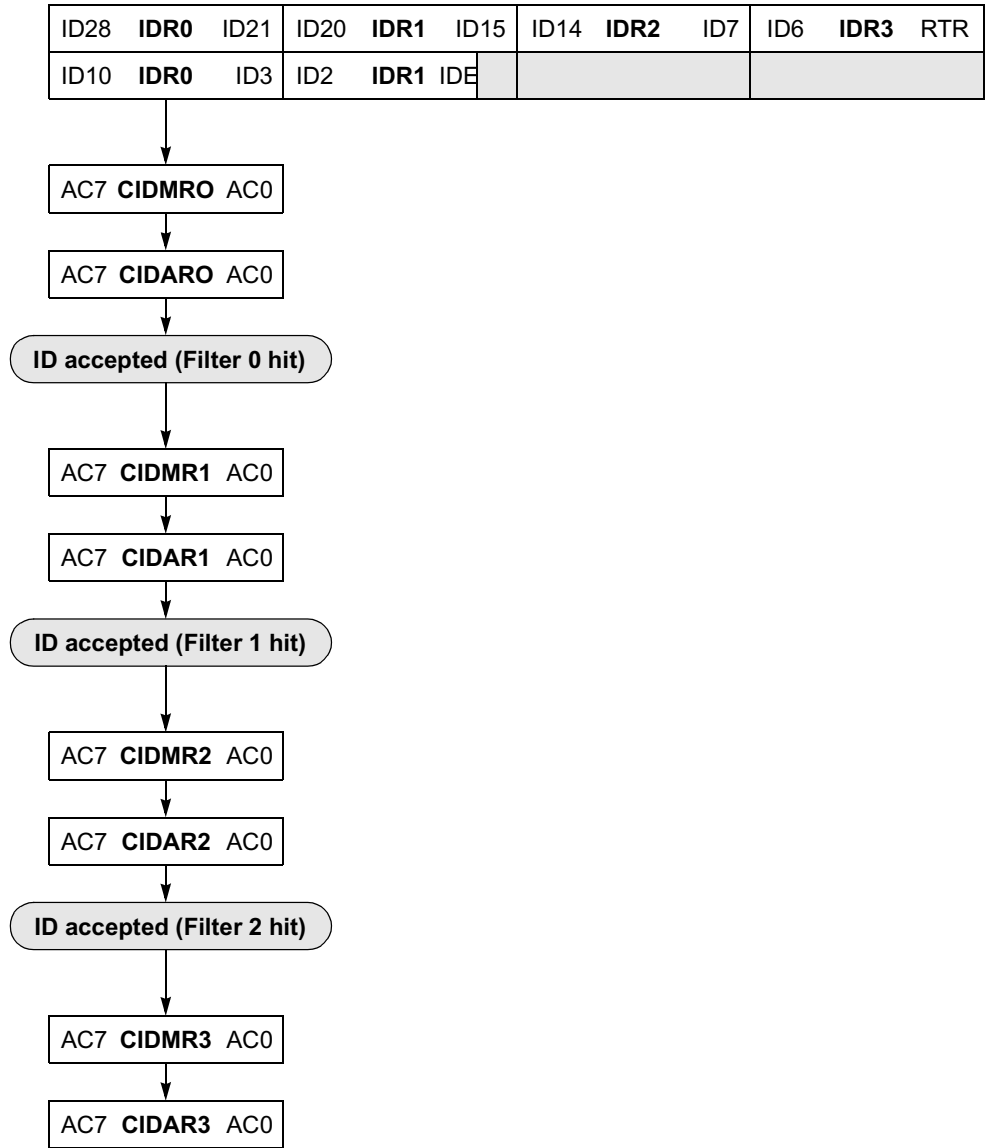 ID28 IDR0 ID21 ID20 IDR1 ID15 ID14 IDR2 ID7 ID6 IDR3 RTR
ID10 IDR0 ID3 ID2 IDR1 IDE
AC7 CIDMRO AC0
AC7 CIDARO AC0
ID accepted (Filter 0 hit)
AC7 CIDMR1 AC0
AC7 CIDAR1 AC0
ID accepted (Filter 1 hit)
AC7 CIDMR2 AC0
AC7 CIDAR2 AC0
ID accepted (Filter 2 hit)
AC7 CIDMR3 AC0
AC7 CIDAR3 AC0